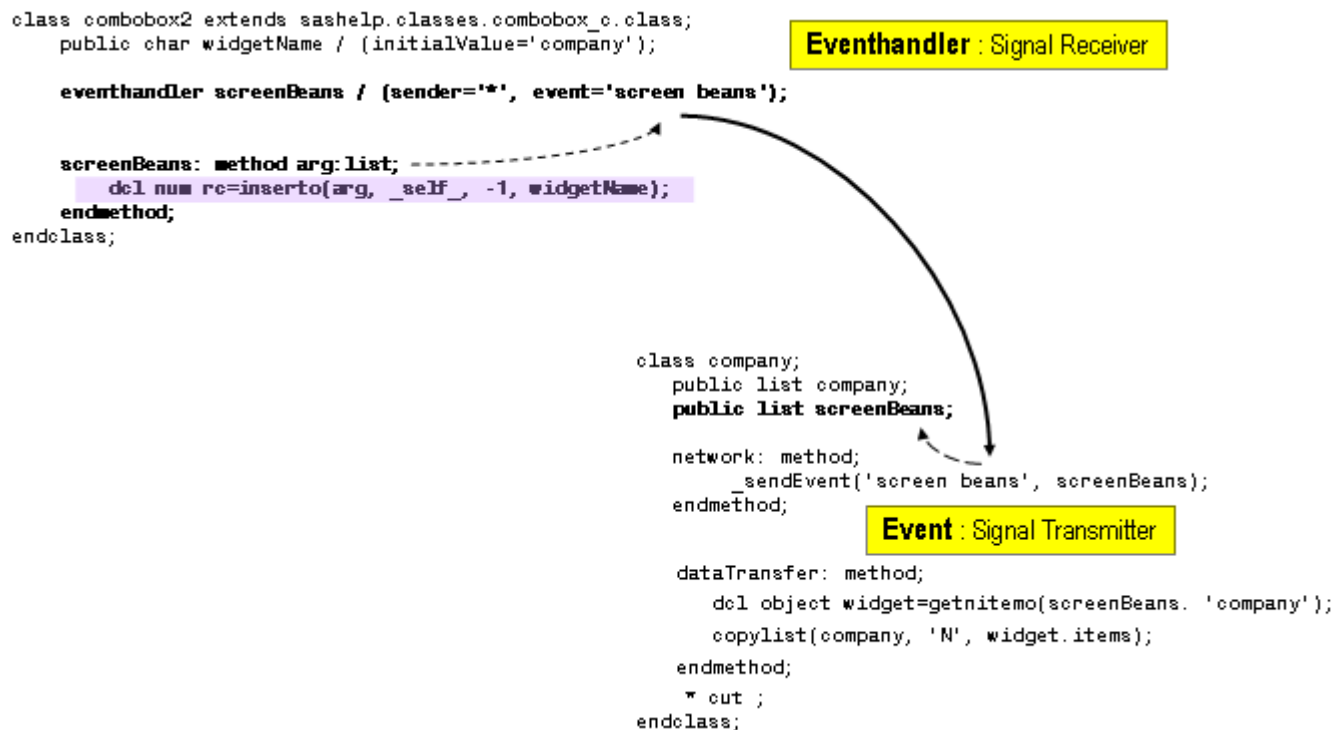 class combobox2 extends sashelp.classes.combobox_c.class;
public char widgetName / (initialValue='company');
Eventhandler : Signal Receiver
eventhandler screenBeans / (sender='*', event='screen beans');
screenBeans: method arg:list;
dcl num rc=inserto(arg, _self_, -1, widgetName);
endmethod;
endclass;
class company;
public list company;
public list screenBeans;
network: method;
_sendEvent('screen beans', screenBeans);
endmethod;
Event : Signal Transmitter
dataTransfer: method;
dcl object widget=getnitemo(screenBeans. 'company');
copylist(company, 'N', widget.items);
endmethod;
* cut ;
endclass;